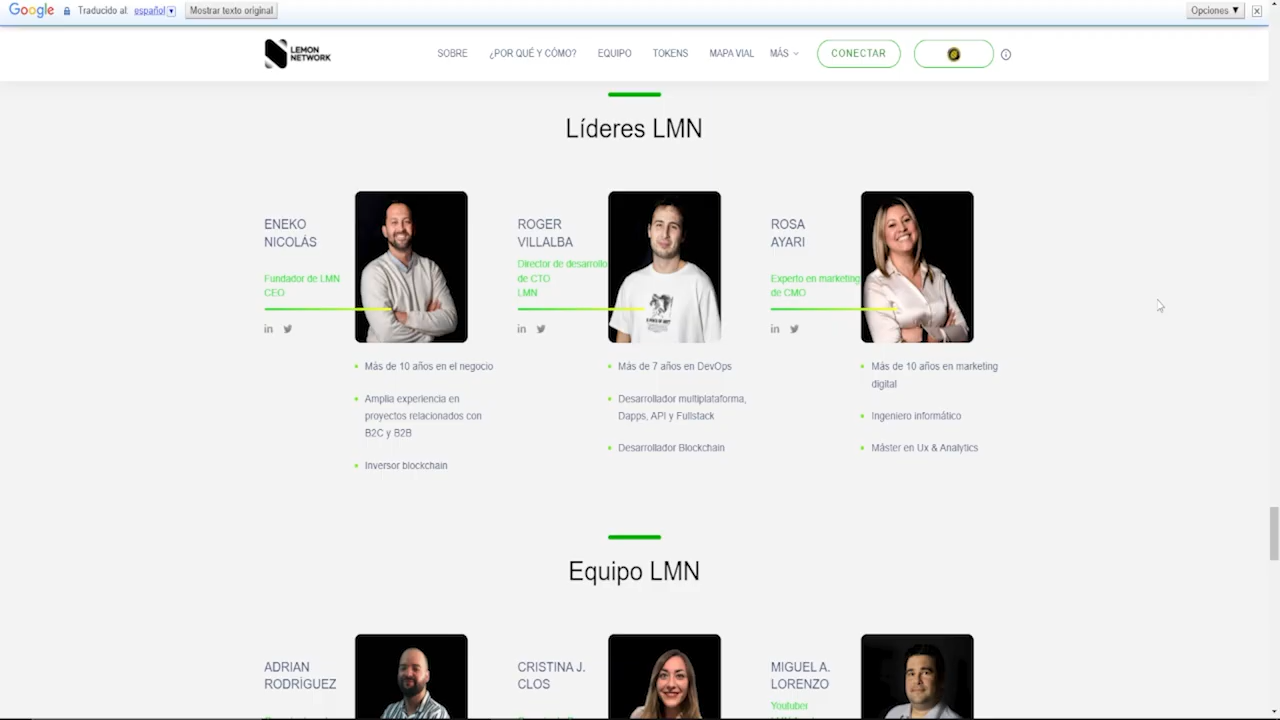 Google Traducido al: español Mostrar texto original Opciones ▼
LEMON
NETWORK
SOBRE ¿POR QUÉ Y CÓMO? EQUIPO TOKENS MAPA VIAL MÁS CONECTAR
Líderes LMN
ENEKO
NICOLÁS
Fundador de LMN
CEO
Más de 10 años en el negocio
Amplia experiencia en
proyectos relacionados con
B2C y B2B
Inversor blockchain
ROGER
VILLALBA
Director de desarrollo
de CTO
LMN
Más de 7 años en DevOps
Desarrollador multiplataforma,
Dapps, API y Fullstack
Desarrollador Blockchain
ROSA
AYARI
Experto en marketing
de CMO
Más de 10 años en marketing
digital
Ingeniero informático
Máster en Ux & Analytics
Equipo LMN
ADRIAN
RODRÍGUEZ
CRISTINA J.
CLOS
MIGUEL A.
LORENZO
Youtuber